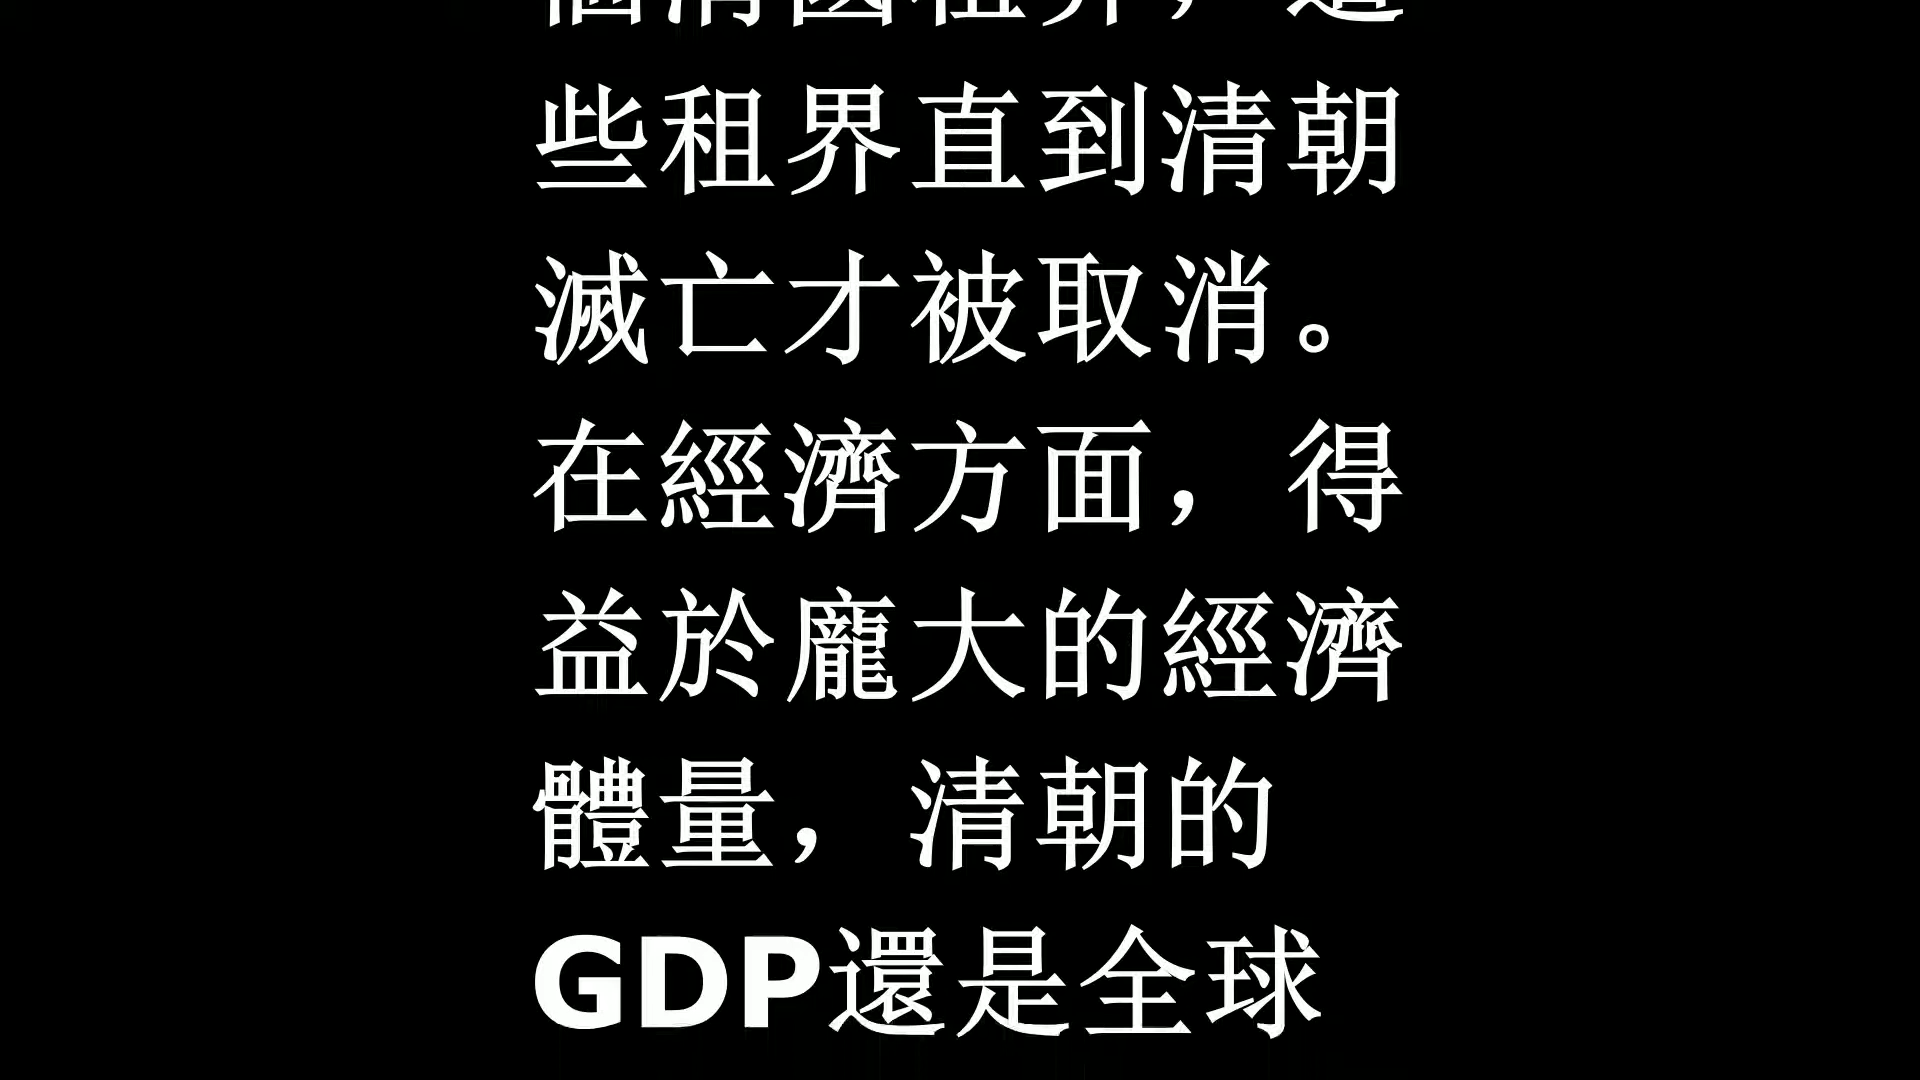 個清國租界，這
些租界直到清朝
滅亡才被取消。
在經濟方面，得
益於龐大的經濟
體量，清朝的
GDP還是全球